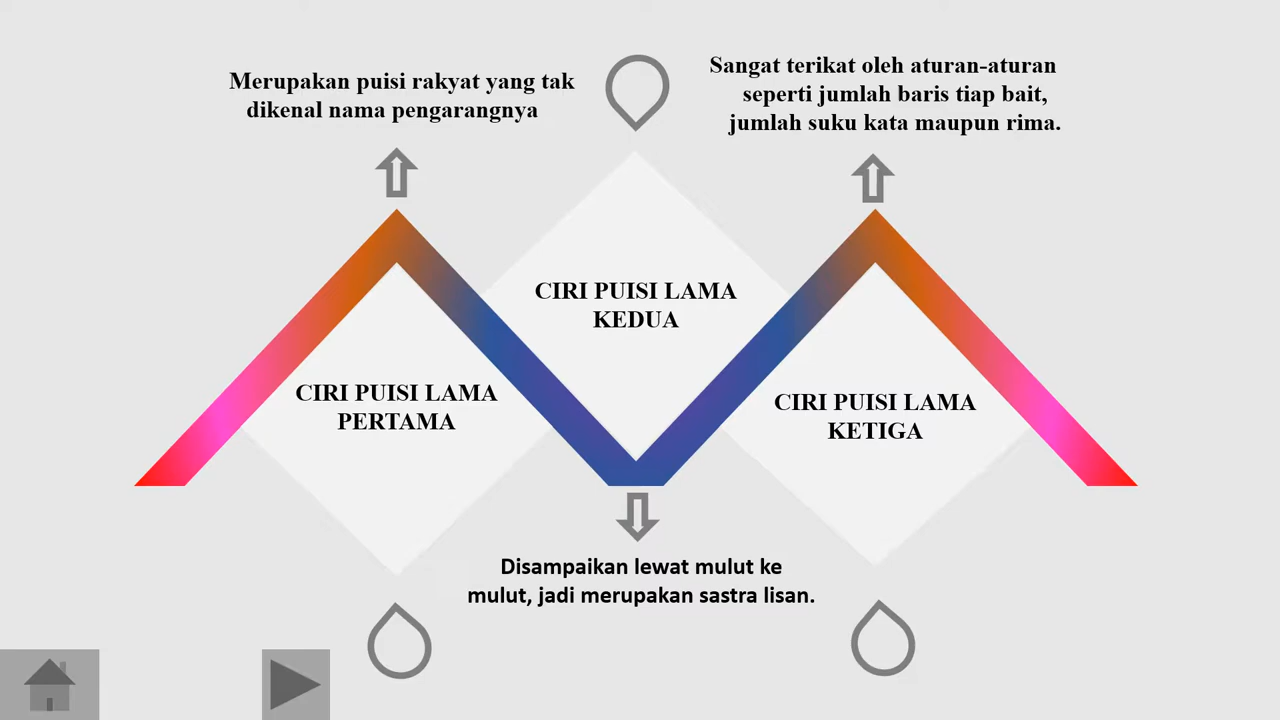 Merupakan puisi rakyat yang tak
dikenal nama pengarangnya
Sangat terikat oleh aturan-aturan
seperti jumlah baris tiap bait,
jumlah suku kata maupun rima.
CIRI PUISI LAMA
KEDUA
CIRI PUISI LAMA
PERTAMA
CIRI PUISI LAMA
KETIGA
Disampaikan lewat mulut ke
mulut, jadi merupakan sastra lisan.